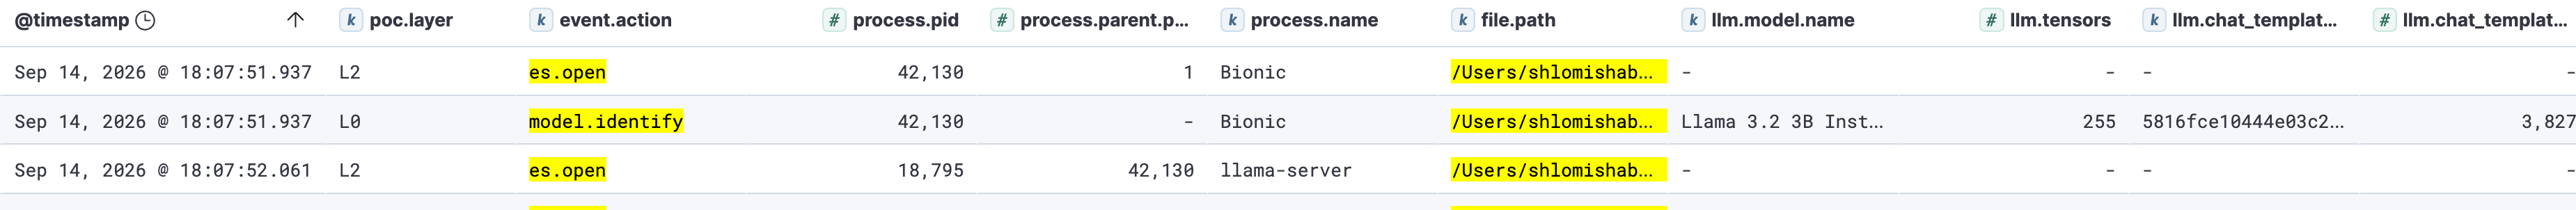 @timestamp ↑ k poc.layer k event.action # process.pid # process.parent.p... k process.name k file.path k llm.model.name # llm.tensors k llm.chat_templat... # llm.chat_templat...
Sep 14, 2026 @ 18:07:51.937 L2 es.open 42,130 1 Bionic /Users/shlomishab... - - - -
Sep 14, 2026 @ 18:07:51.937 L0 model.identify 42,130 - Bionic /Users/shlomishab... Llama 3.2 3B Inst... 255 5816fce10444e03c2... 3,827
Sep 14, 2026 @ 18:07:52.061 L2 es.open 18,795 42,130 llama-server /Users/shlomishab... - - - -